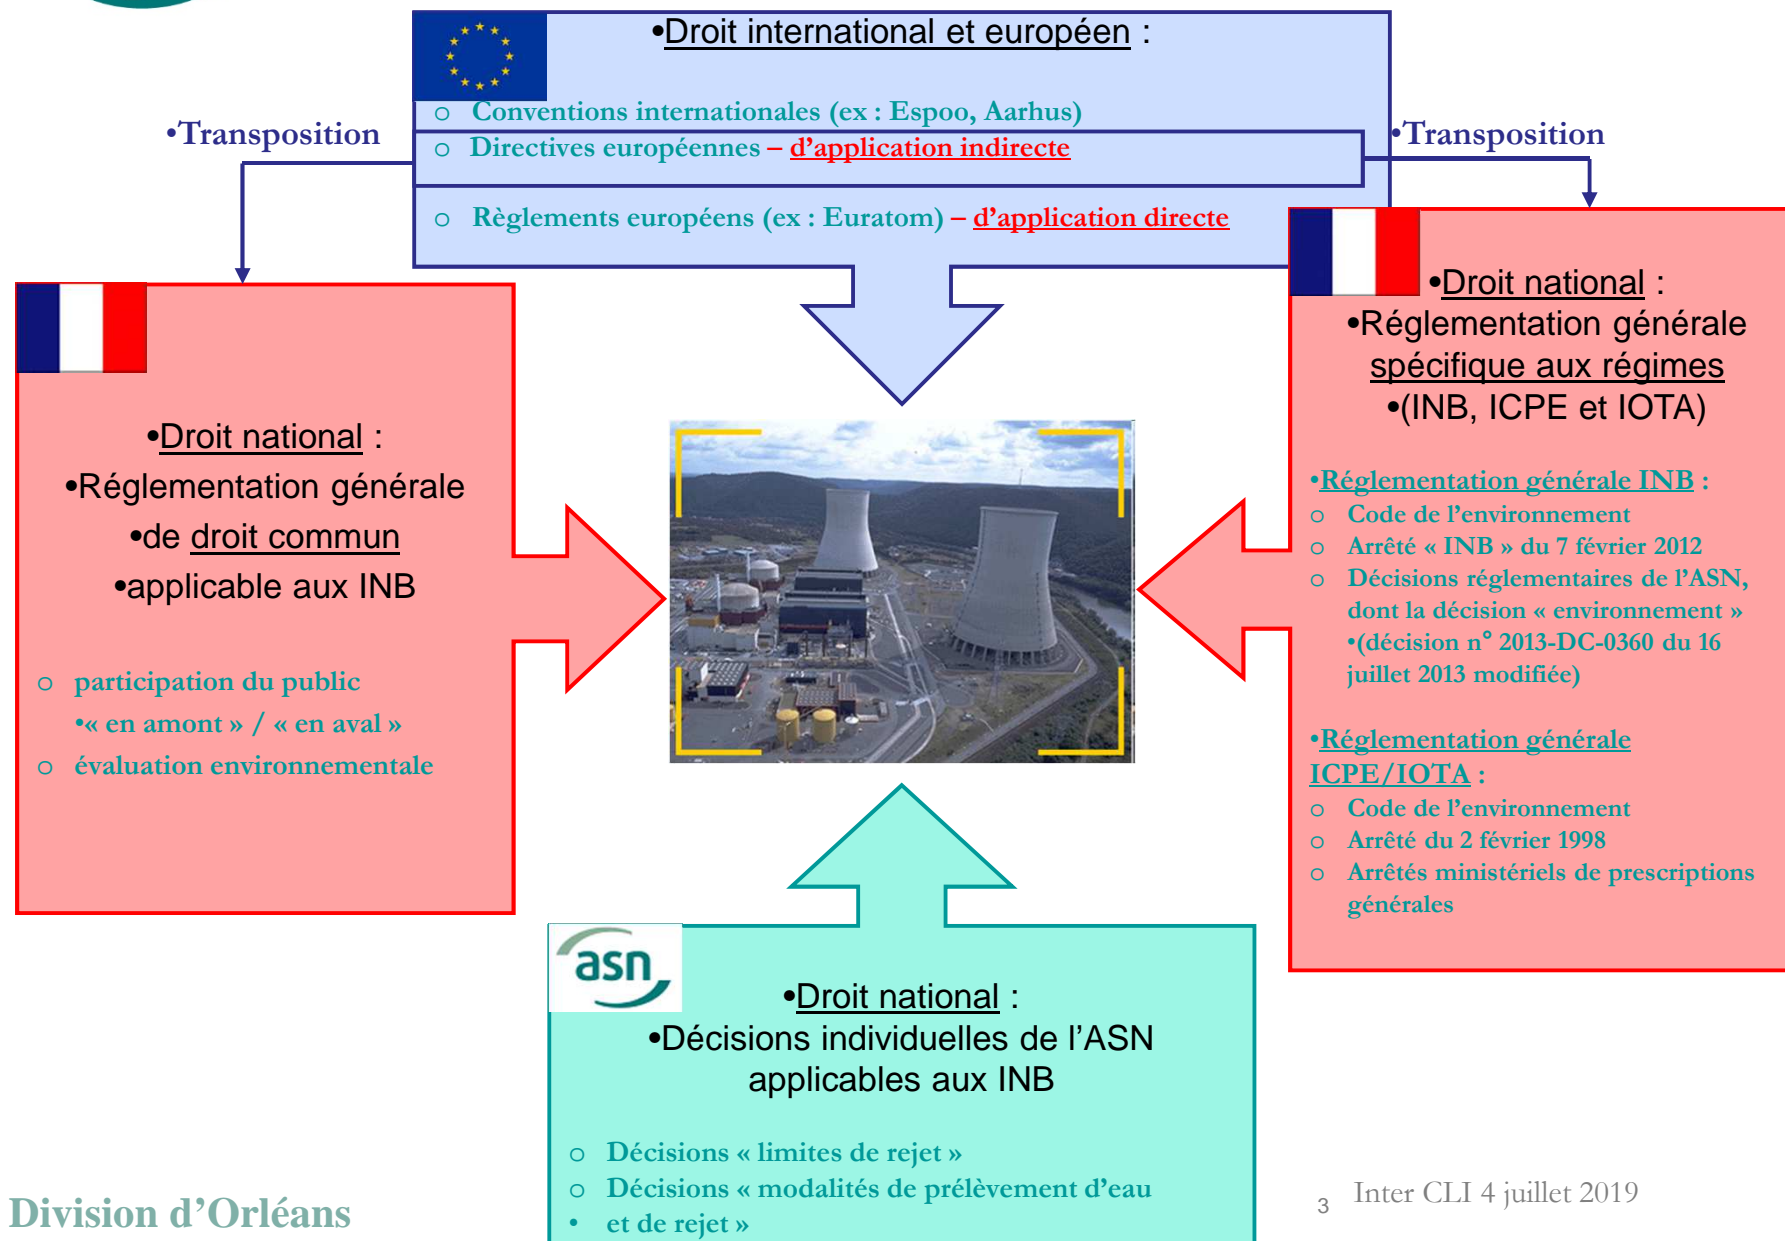 •Droit international et européen :
o Conventions internationales (ex : Espoo, Aarhus)
o Directives européennes – d’application indirecte
o Règlements européens (ex : Euratom) – d’application directe
•Transposition
•Transposition
•Droit national :
•Réglementation générale
•de droit commun
•applicable aux INB
o participation du public
•« en amont » / « en aval »
o évaluation environnementale
•Droit national :
•Réglementation générale
spécifique aux régimes
•(INB, ICPE et IOTA)
•Réglementation générale INB :
o Code de l’environnement
o Arrêté « INB » du 7 février 2012
o Décisions réglementaires de l’ASN,
dont la décision « environnement »
•(décision n° 2013-DC-0360 du 16
juillet 2013 modifiée)
•Réglementation générale
ICPE/IOTA :
o Code de l’environnement
o Arrêté du 2 février 1998
o Arrêtés ministériels de prescriptions
générales
asn
•Droit national :
•Décisions individuelles de l’ASN
applicables aux INB
o Décisions « limites de rejet »
o Décisions « modalités de prélèvement d’eau
• et de rejet »
Division d’Orléans
3 Inter CLI 4 juillet 2019